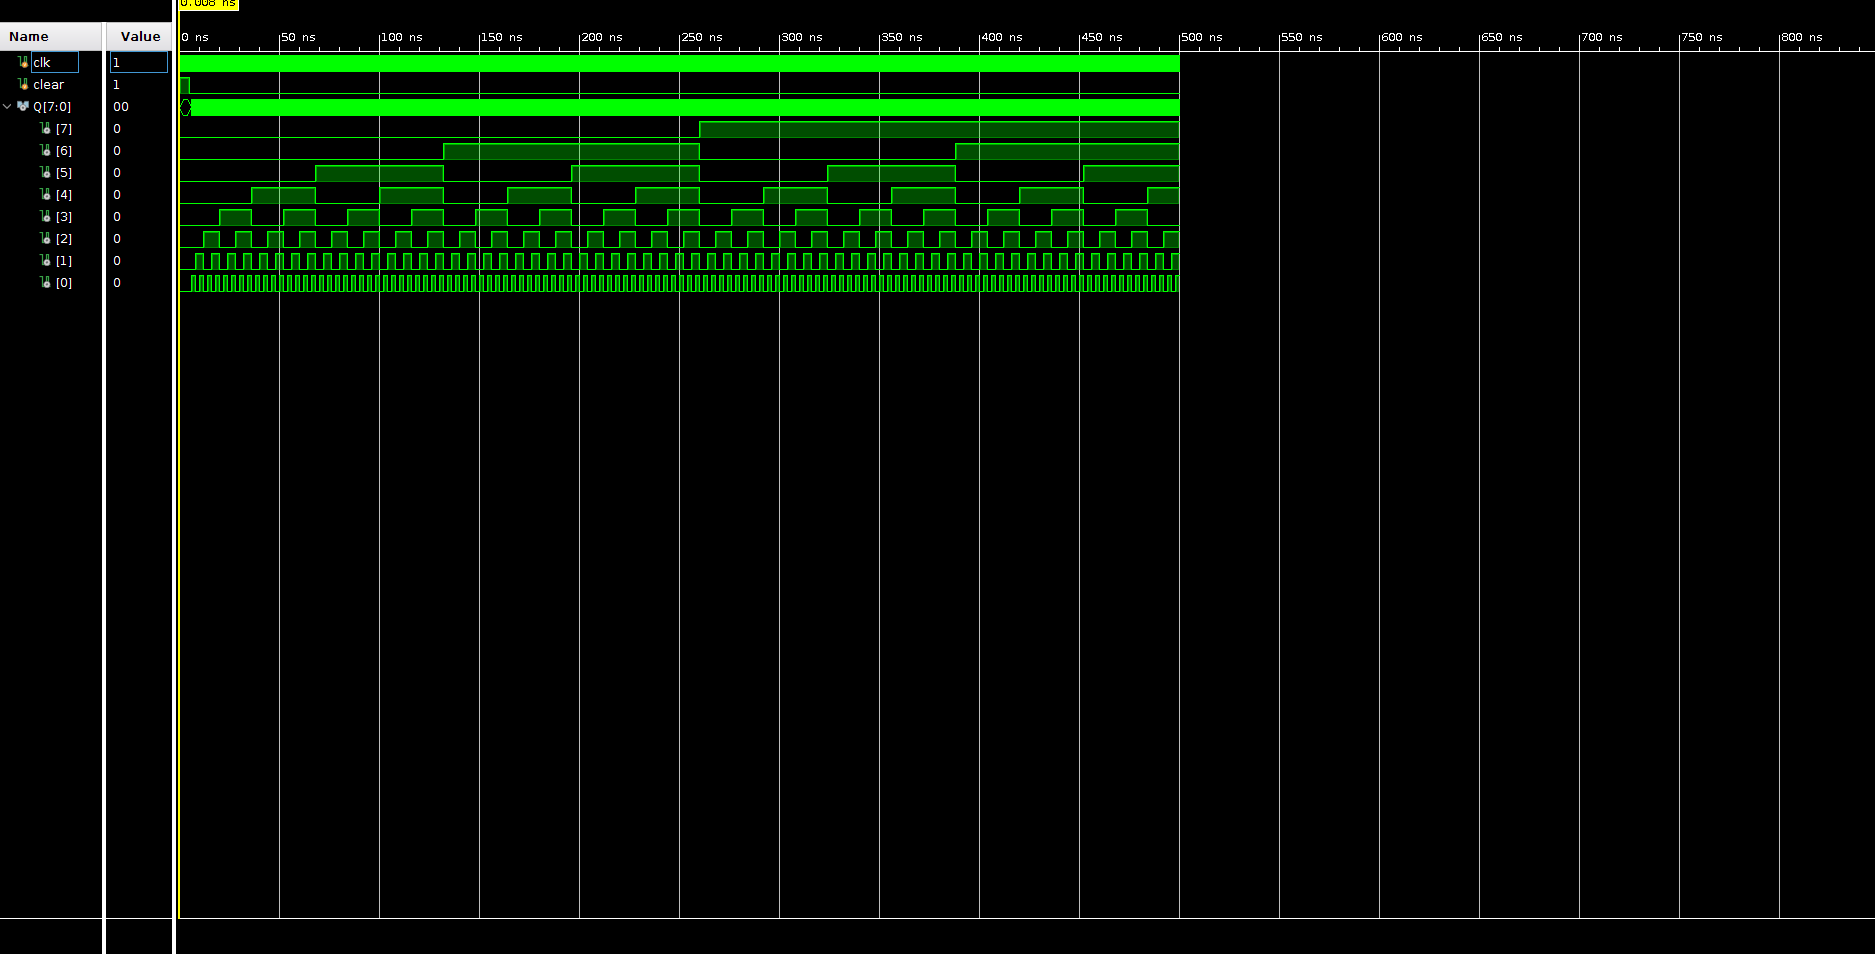 0.008 ns
Name Value
0 ns 50 ns 100 ns 150 ns 200 ns 250 ns 300 ns 350 ns 400 ns 450 ns 500 ns 550 ns 600 ns 650 ns 700 ns 750 ns 800 ns
clk 1
clear 1
Q[7:0] 00
[7] 0
[6] 0
[5] 0
[4] 0
[3] 0
[2] 0
[1] 0
[0] 0